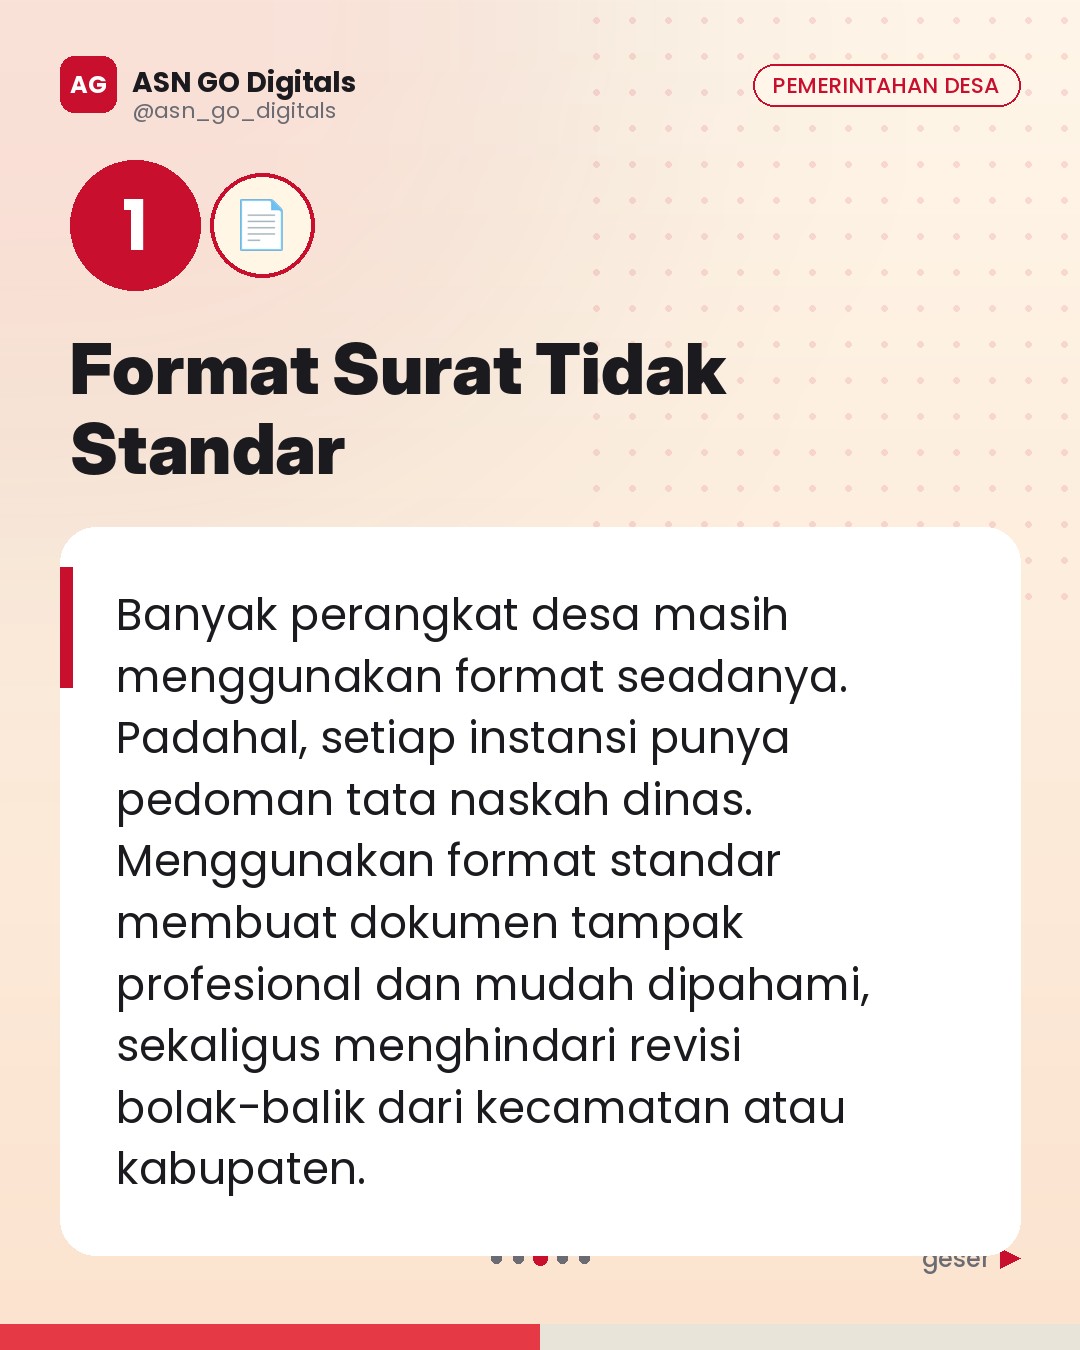 AG
ASN GO Digitals
@asn_go_digitals
PEMERINTAHAN DESA
1
Format Surat Tidak
Standar
Banyak perangkat desa masih
menggunakan format seadanya.
Padahal, setiap instansi punya
pedoman tata naskah dinas.
Menggunakan format standar
membuat dokumen tampak
profesional dan mudah dipahami,
sekaligus menghindari revisi
bolak-balik dari kecamatan atau
kabupaten.
geser